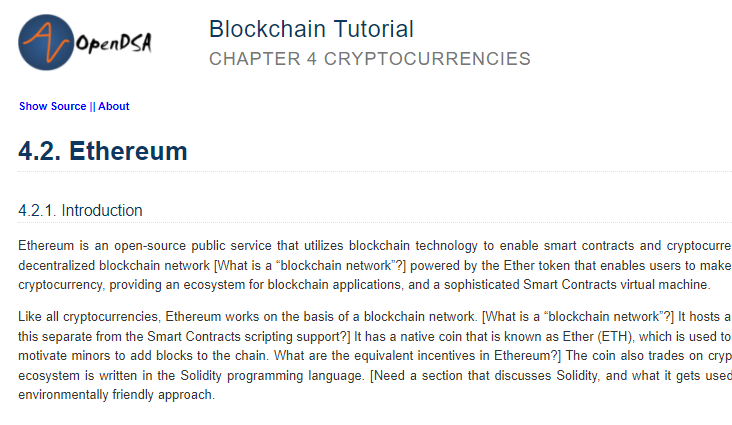 OpenDSA
Blockchain Tutorial
CHAPTER 4 CRYPTOCURRENCIES
Show Source || About
4.2. Ethereum
4.2.1. Introduction
Ethereum is an open-source public service that utilizes blockchain technology to enable smart contracts and cryptocurre
decentralized blockchain network [What is a “blockchain network”?] powered by the Ether token that enables users to make
cryptocurrency, providing an ecosystem for blockchain applications, and a sophisticated Smart Contracts virtual machine.
Like all cryptocurrencies, Ethereum works on the basis of a blockchain network. [What is a “blockchain network”?] It hosts a
this separate from the Smart Contracts scripting support?] It has a native coin that is known as Ether (ETH), which is used to
motivate minors to add blocks to the chain. What are the equivalent incentives in Ethereum?] The coin also trades on cryp
ecosystem is written in the Solidity programming language. [Need a section that discusses Solidity, and what it gets used
environmentally friendly approach.